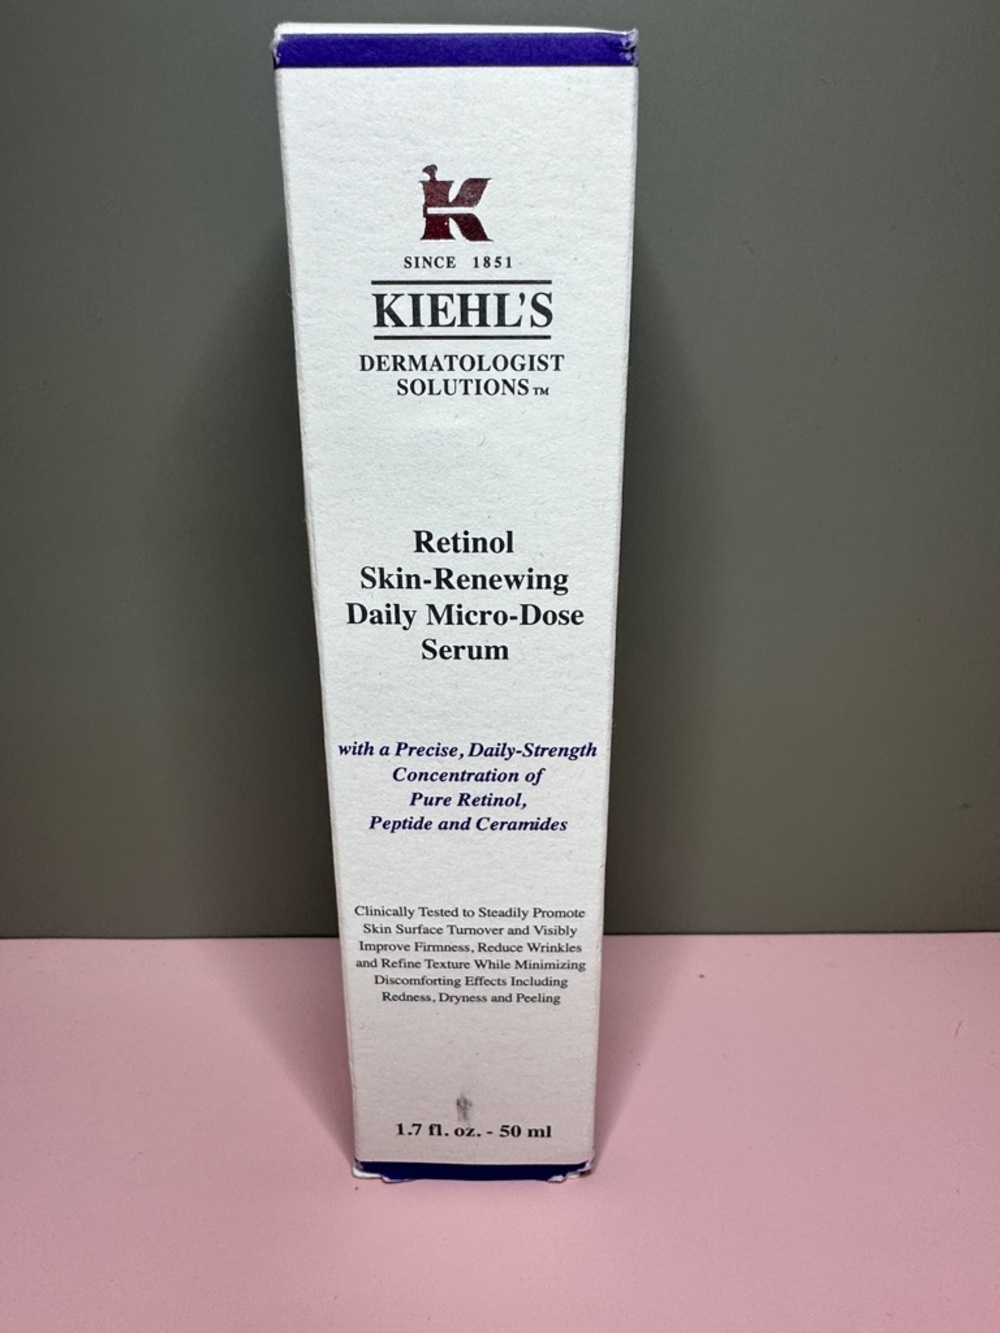 K
SINCE 1851
KIEHL'S
DERMATOLOGIST
SOLUTIONS™
Retinol
Skin-Renewing
Daily Micro-Dose
Serum
with a Precise, Daily-Strength
Concentration of
Pure Retinol,
Peptide and Ceramides
Clinically Tested to Steadily Promote
Skin Surface Turnover and Visibly
Improve Firmness, Reduce Wrinkles
and Refine Texture While Minimizing
Discomforting Effects Including
Redness, Dryness and Peeling
1.7 fl. oz. - 50 ml